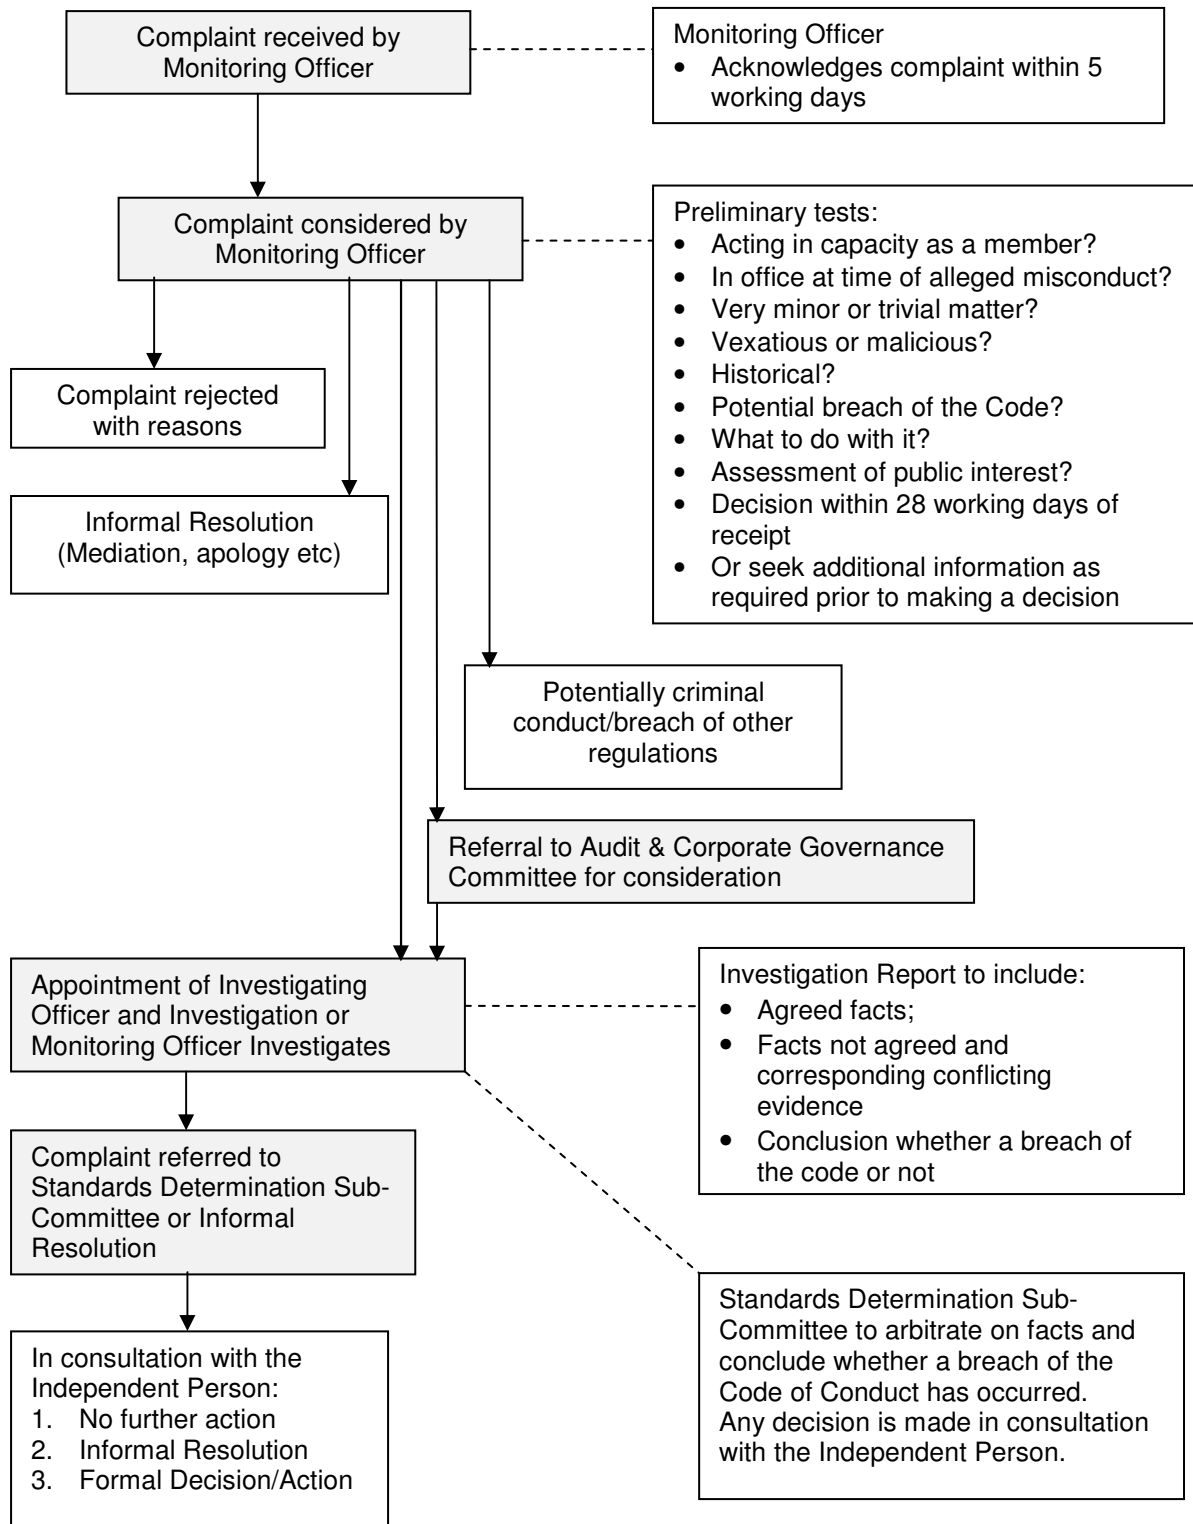 Complaint received by
Monitoring Officer
Monitoring Officer
• Acknowledges complaint within 5
working days
Complaint considered by
Monitoring Officer
Preliminary tests:
• Acting in capacity as a member?
• In office at time of alleged misconduct?
• Very minor or trivial matter?
• Vexatious or malicious?
• Historical?
• Potential breach of the Code?
• What to do with it?
• Assessment of public interest?
• Decision within 28 working days of
receipt
• Or seek additional information as
required prior to making a decision
Complaint rejected
with reasons
Informal Resolution
(Mediation, apology etc)
Potentially criminal
conduct/breach of other
regulations
Referral to Audit & Corporate Governance
Committee for consideration
Appointment of Investigating
Officer and Investigation or
Monitoring Officer Investigates
Investigation Report to include:
• Agreed facts;
• Facts not agreed and
corresponding conflicting
evidence
• Conclusion whether a breach of
the code or not
Complaint referred to
Standards Determination Sub-
Committee or Informal
Resolution
Standards Determination Sub-
Committee to arbitrate on facts and
conclude whether a breach of the
Code of Conduct has occurred.
Any decision is made in consultation
with the Independent Person.
In consultation with the
Independent Person:
1. No further action
2. Informal Resolution
3. Formal Decision/Action